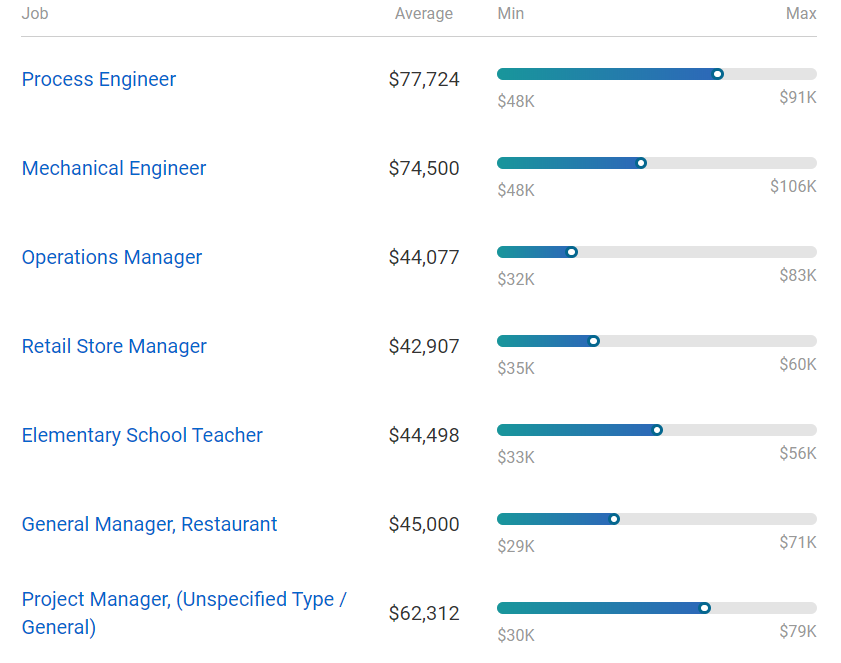 Job Average Min Max
Process Engineer $77,724
$48K $91K
Mechanical Engineer $74,500
$48K $106K
Operations Manager $44,077
$32K $83K
Retail Store Manager $42,907
$35K $60K
Elementary School Teacher $44,498
$33K $56K
General Manager, Restaurant $45,000
$29K $71K
Project Manager, (Unspecified Type /
General) $62,312
$30K $79K